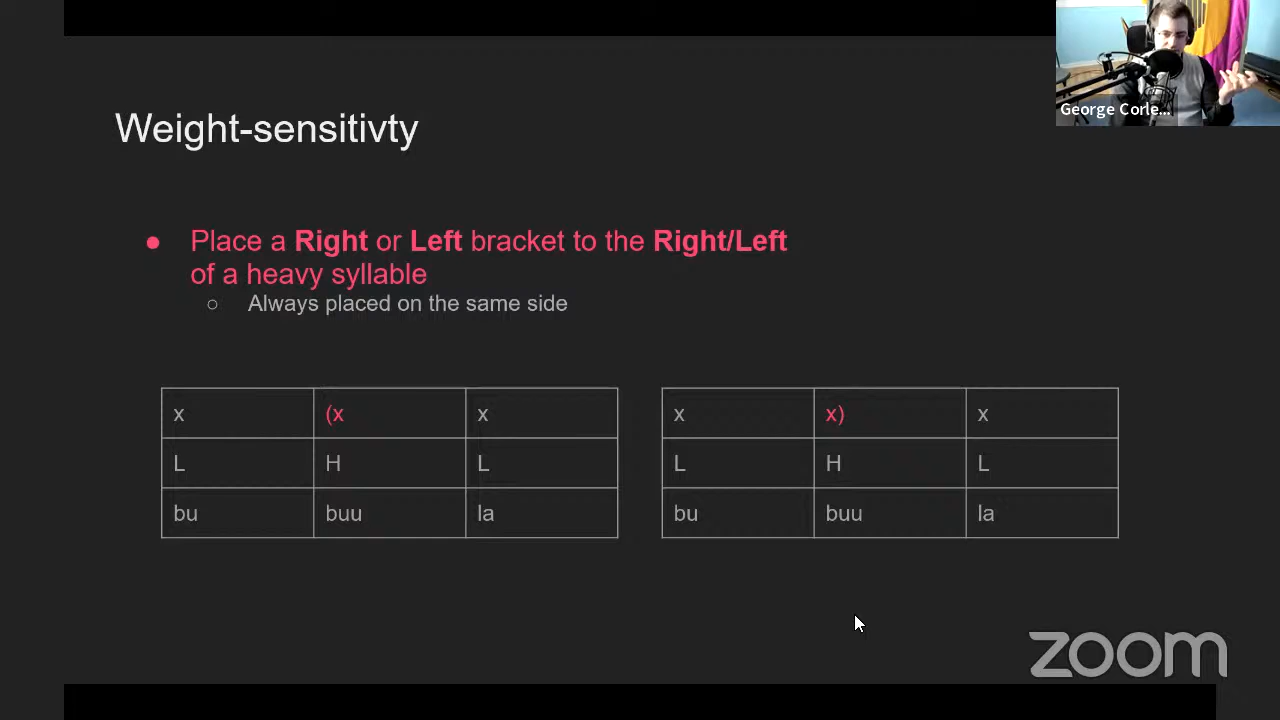 George Corle...
Weight-sensitivty
● Place a Right or Left bracket to the Right/Left
of a heavy syllable
○ Always placed on the same side
x (x x
L H L
bu buu la
x x) x
L H L
bu buu la
zoom